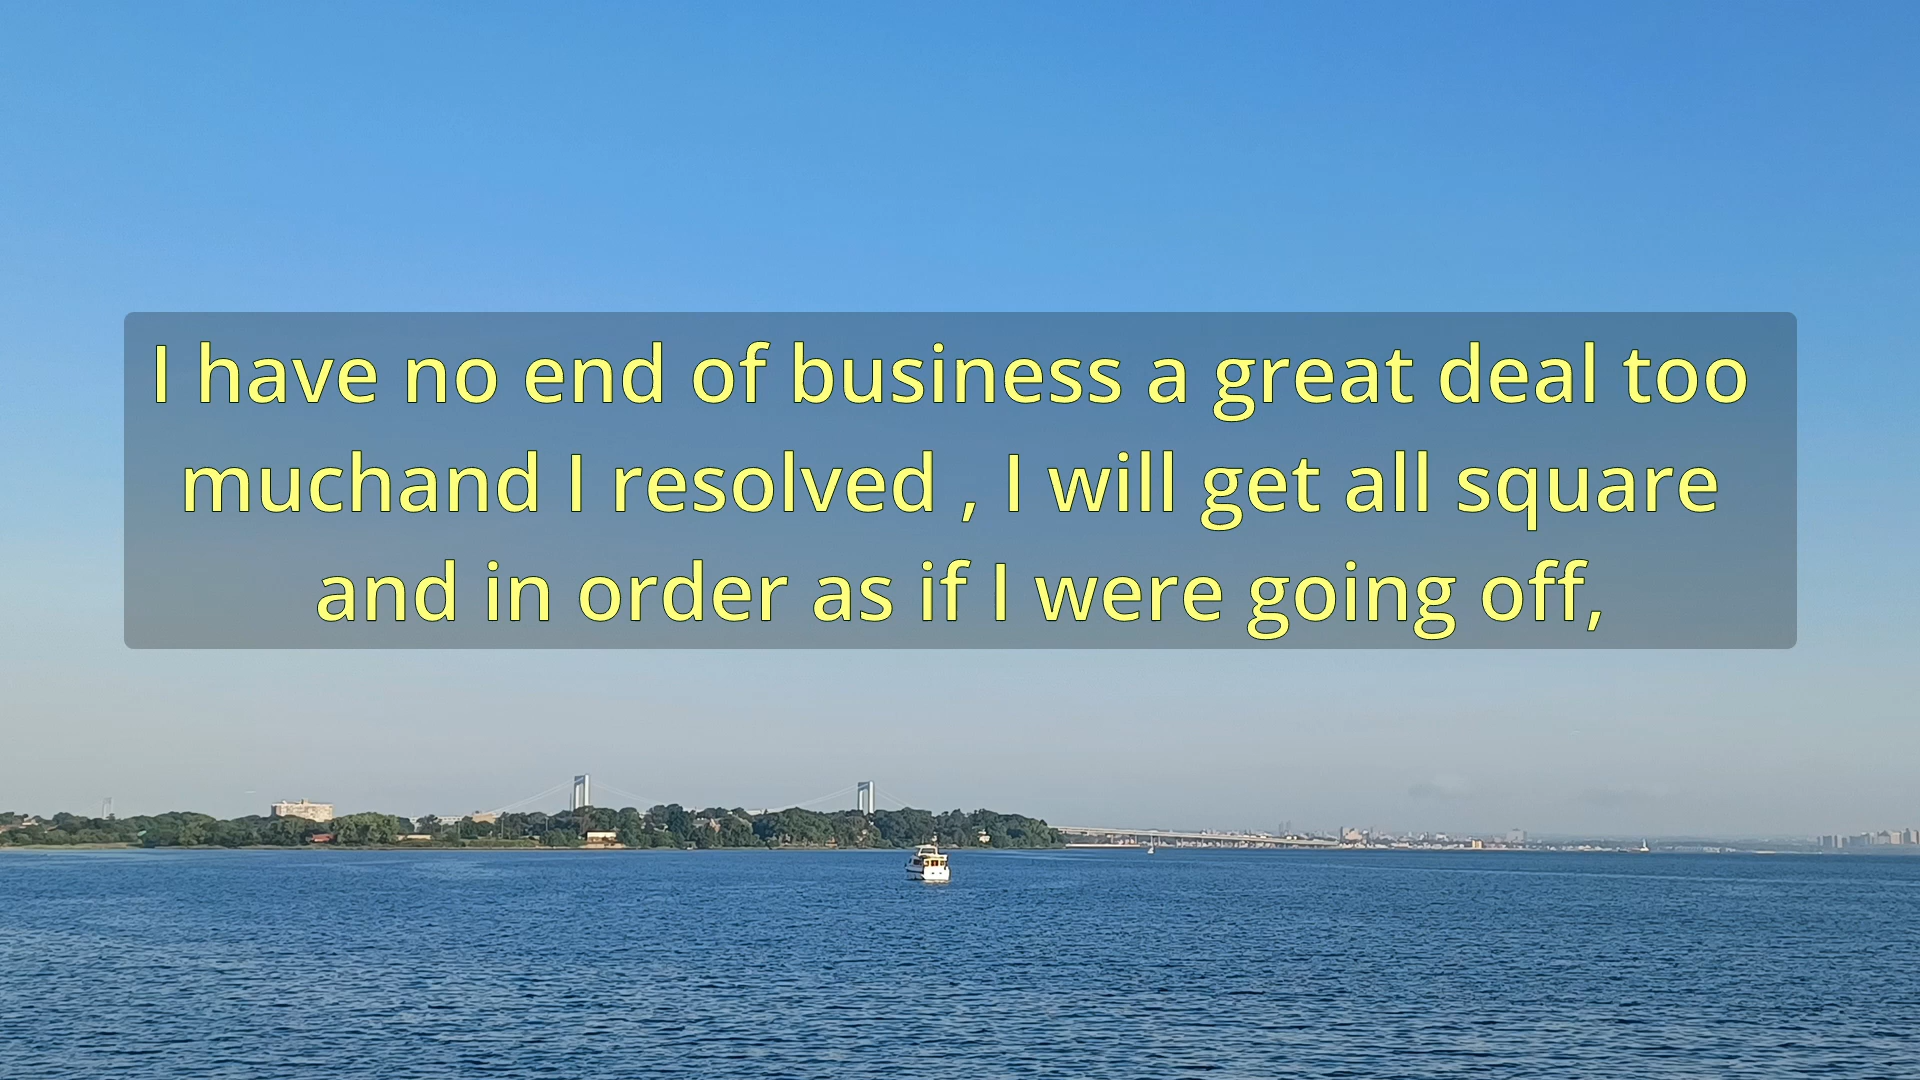 I have no end of business a great deal too
muchand I resolved , I will get all square
and in order as if I were going off,